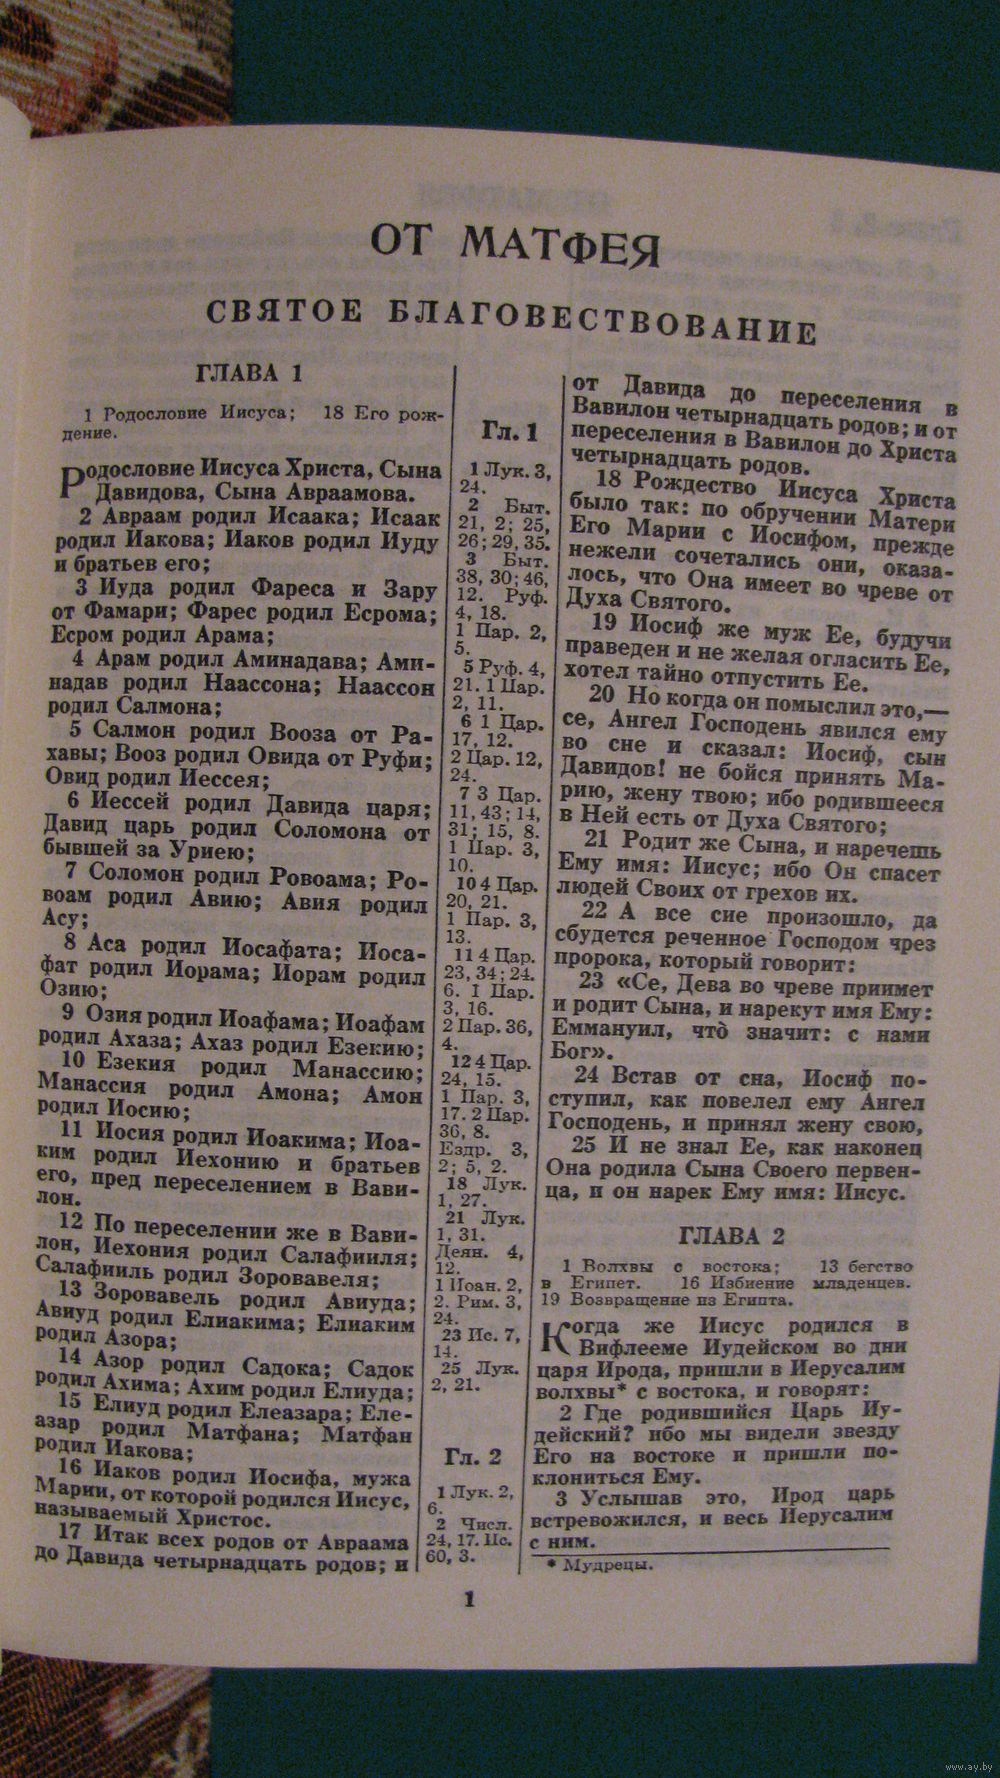 ОТ МАТФЕЯ
СВЯТОЕ БЛАГОВЕСТВОВАНИЕ
ГЛАВА 1
1 Родословие Иисуса; 18 Его рож-
дение.
Родословие Иисуса Христа, Сына
Давидова, Сына Авраамова.
2 Авраам родил Исаака; Исаак
родил Иакова; Иаков родил Иуду
и братьев его;
3 Иуда родил Фареса и Зару
от Фамари; Фарес родил Есрома;
Есром родил Арама;
4 Арам родил Аминадава; Ами-
надав родил Наассона; Наассон
родил Салмона;
5 Салмон родил Вооза от Ра-
хавы; Вооз родил Овида от Руфи;
Овид родил Иессея;
6 Иессей родил Давида царя;
Давид царь родил Соломона от
бывшей за Уриею;
7 Соломон родил Ровоама; Ро-
воам родил Авию; Авия родил
Асу;
8 Аса родил Иосафата; Иоса-
фат родил Иорама; Иорам родил
Озию;
9 Озия родил Иоафама; Иоафам
родил Ахаза; Ахаз родил Езекию;
10 Езекия родил Манассию;
Манассия родил Амона; Амон
родил Иосию;
11 Иосия родил Иоакима; Иоа-
ким родил Иехонию и братьев
его, пред переселением в Вави-
лон.
12 По переселении же в Вави-
лон, Иехония родил Салафииля;
Салафииль родил Зоровавеля;
13 Зоровавель родил Авиуда;
Авиуд родил Елиакима; Елиаким
родил Азора;
14 Азор родил Садока; Садок
родил Ахима; Ахим родил Елиуда;
15 Елиуд родил Елеазара; Еле-
азар родил Матфана; Матфан
родил Иакова;
16 Иаков родил Иосифа, мужа
Марии, от которой родился Иисус,
называемый Христос.
17 Итак всех родов от Авраама
до Давида четырнадцать родов; и
Гл. 1
1 Лук. 3,
24.
2 Быт.
21, 2; 25,
26; 29, 35.
3 Быт.
38, 30; 46,
12. Руф.
4, 18.
1 Пар. 2,
5.
5 Руф. 4,
21. 1 Пар.
2, 11.
6 1 Цар.
17, 12.
2 Цар. 12,
24.
7 3 Цар.
11, 43; 14,
31; 15, 8.
1 Пар. 3,
10.
10 4 Цар.
20, 21.
1 Пар. 3,
13.
11 4 Цар.
23, 34; 24.
6. 1 Пар.
3, 16.
2 Пар. 36,
4.
12 4 Цар.
24, 15.
1 Пар. 3,
17. 2 Пар.
36, 8.
Ездр. 3,
2; 5, 2.
18 Лук.
1, 27.
21 Лук.
1, 31.
Деян. 4,
12.
1 Иоан. 2,
2. Рим. 3,
24.
23 Ис. 7,
14.
25 Лук.
2, 21.
Гл. 2
1 Лук. 2,
6.
2 Числ.
24, 17. Ис.
60, 3.
от Давида до переселения в
Вавилон четырнадцать родов; и от
переселения в Вавилон до Христа
четырнадцать родов.
18 Рождество Иисуса Христа
было так: по обручении Матери
Его Марии с Иосифом, прежде
нежели сочетались они, оказа-
лось, что Она имеет во чреве от
Духа Святого.
19 Иосиф же муж Ее, будучи
праведен и не желая огласить Ее,
хотел тайно отпустить Ее.
20 Но когда он помыслил это,—
се, Ангел Господень явился ему
во сне и сказал: Иосиф, сын
Давидов! не бойся принять Ма-
рию, жену твою; ибо родившееся
в Ней есть от Духа Святого;
21 Родит же Сына, и наречешь
Ему имя: Иисус; ибо Он спасет
людей Своих от грехов их.
22 А все сие произошло, да
сбудется реченное Господом чрез
пророка, который говорит:
23 «Се, Дева во чреве приимет
и родит Сына, и нарекут имя Ему:
Еммануил, что̀ значит: с нами
Бог».
24 Встав от сна, Иосиф по-
ступил, как повелел ему Ангел
Господень, и принял жену свою,
25 И не знал Ее, как наконец
Она родила Сына Своего первен-
ца, и он нарек Ему имя: Иисус.
ГЛАВА 2
1 Волхвы с востока; 13 бегство
в Египет. 16 Избиение младенцев.
19 Возвращение из Египта.
Когда же Иисус родился в
Вифлееме Иудейском во дни
царя Ирода, пришли в Иерусалим
волхвы* с востока, и говорят:
2 Где родившийся Царь Иу-
дейский? ибо мы видели звезду
Его на востоке и пришли по-
клониться Ему.
3 Услышав это, Ирод царь
встревожился, и весь Иерусалим
с ним.
* Мудрецы.
1
www.ay.by